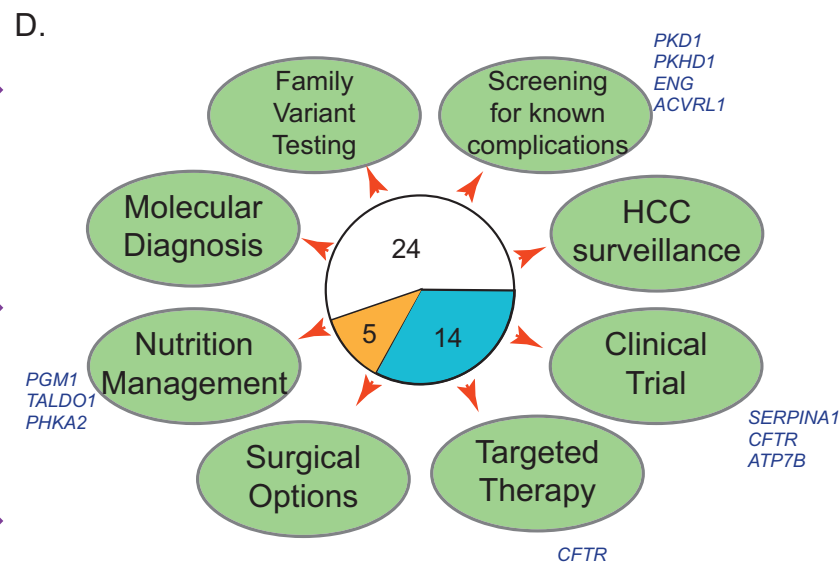 D.
Family
Variant
Testing
Screening
for known
complications
PKD1
PKHD1
ENG
ACVRL1
Molecular
Diagnosis
24
HCC
surveillance
Nutrition
Management
PGM1
TALDO1
PHKA2
5
14
Clinical
Trial
SERPINA1
CFTR
ATP7B
Surgical
Options
Targeted
Therapy
CFTR